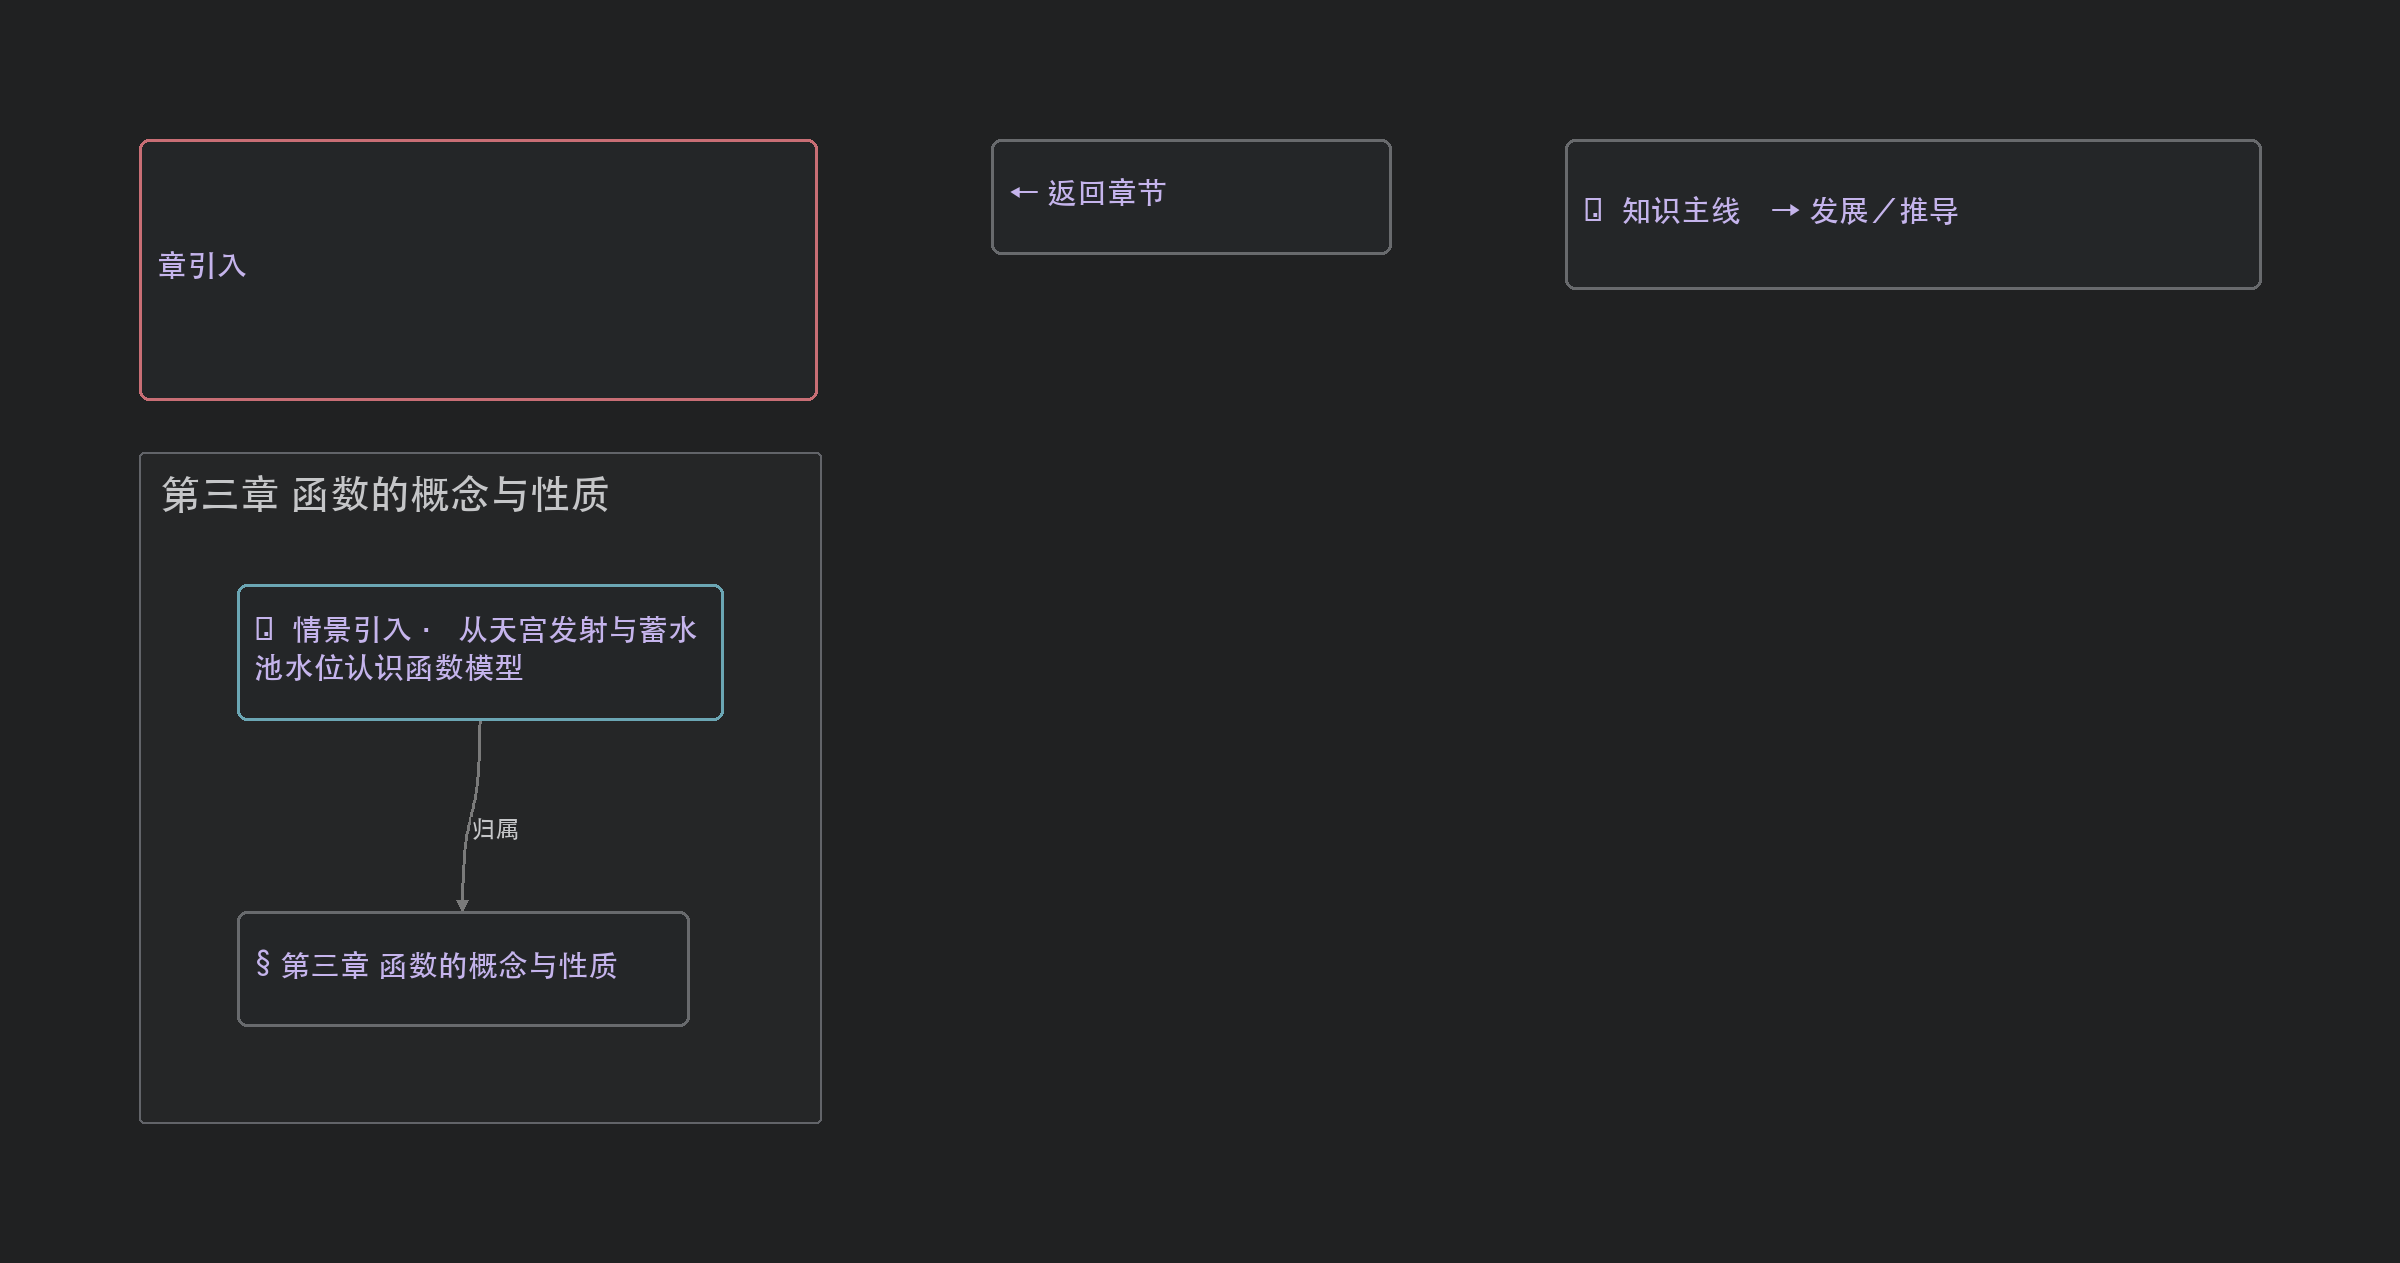 章引入
← 返回章节
知识主线 → 发展／推导
第三章 函数的概念与性质
情景引入 · 从天宫发射与蓄水
池水位认识函数模型
归属
§ 第三章 函数的概念与性质